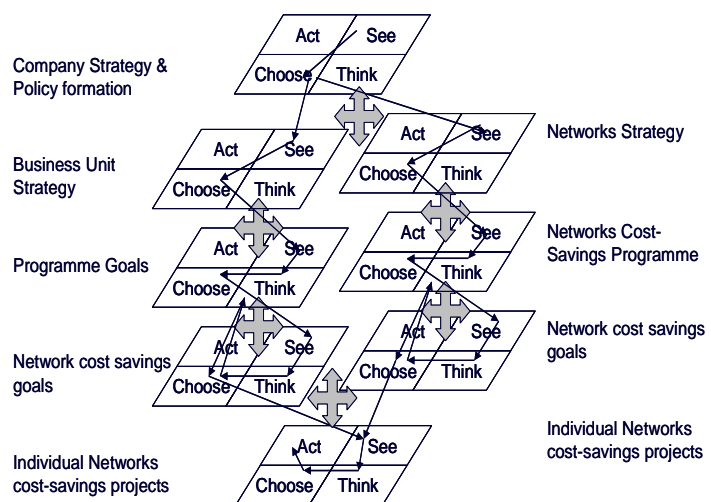 Act See
Company Strategy &
Policy formation
Choose Think
Act See
Networks Strategy
Business Unit
Strategy
Act See
Choose Think
Choose Think
Act See
Networks Cost-
Savings Programme
Programme Goals
Act See
Choose Think
Choose Think
Act See
Network cost savings
goals
Network cost savings
goals
Act See
Choose Think
Choose Think
Individual Networks
cost-savings projects
Act See
Individual Networks
cost-savings projects
Choose Think